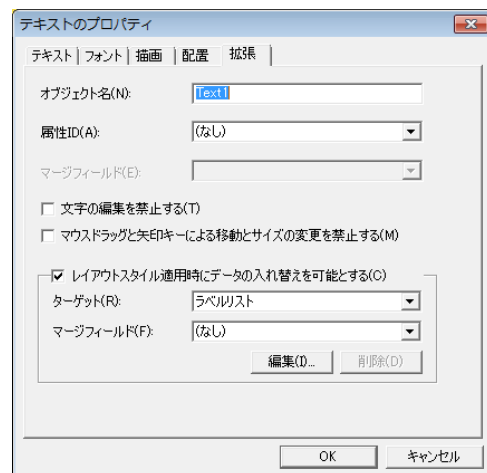 テキストのプロパティ
テキスト フォント 描画 配置 拡張
オブジェクト名(N): Text1
属性ID(A): (なし)
マージフィールド(E):
文字の編集を禁止する(T)
マウスドラッグと矢印キーによる移動とサイズの変更を禁止する(M)
レイアウトスタイル適用時にデータの入れ替えを可能とする(C)
ターゲット(R): ラベルリスト
マージフィールド(F): (なし)
編集(I)... 削除(D)
OK キャンセル